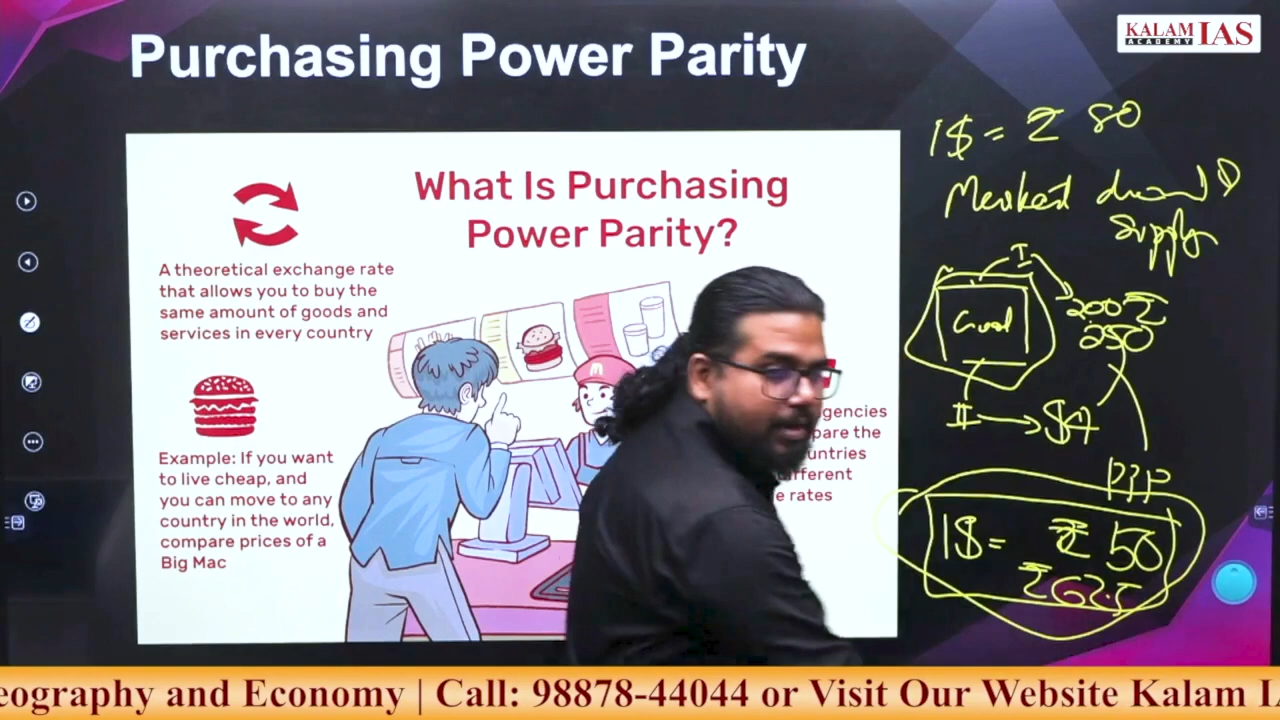 Purchasing Power Parity
KALAM IAS
ACADEMY
What Is Purchasing
Power Parity?
A theoretical exchange rate
that allows you to buy the
same amount of goods and
services in every country
Example: If you want
to live cheap, and
you can move to any
country in the world,
compare prices of a
Big Mac
gencies
pare the
untries
fferent
e rates
1$ = ₹ 80
Market
Supply
I
Good
200₹
250
II → $4
PPP
1$ = ₹ 50
₹62.5
eography and Economy | Call: 98878-44044 or Visit Our Website Kalam I